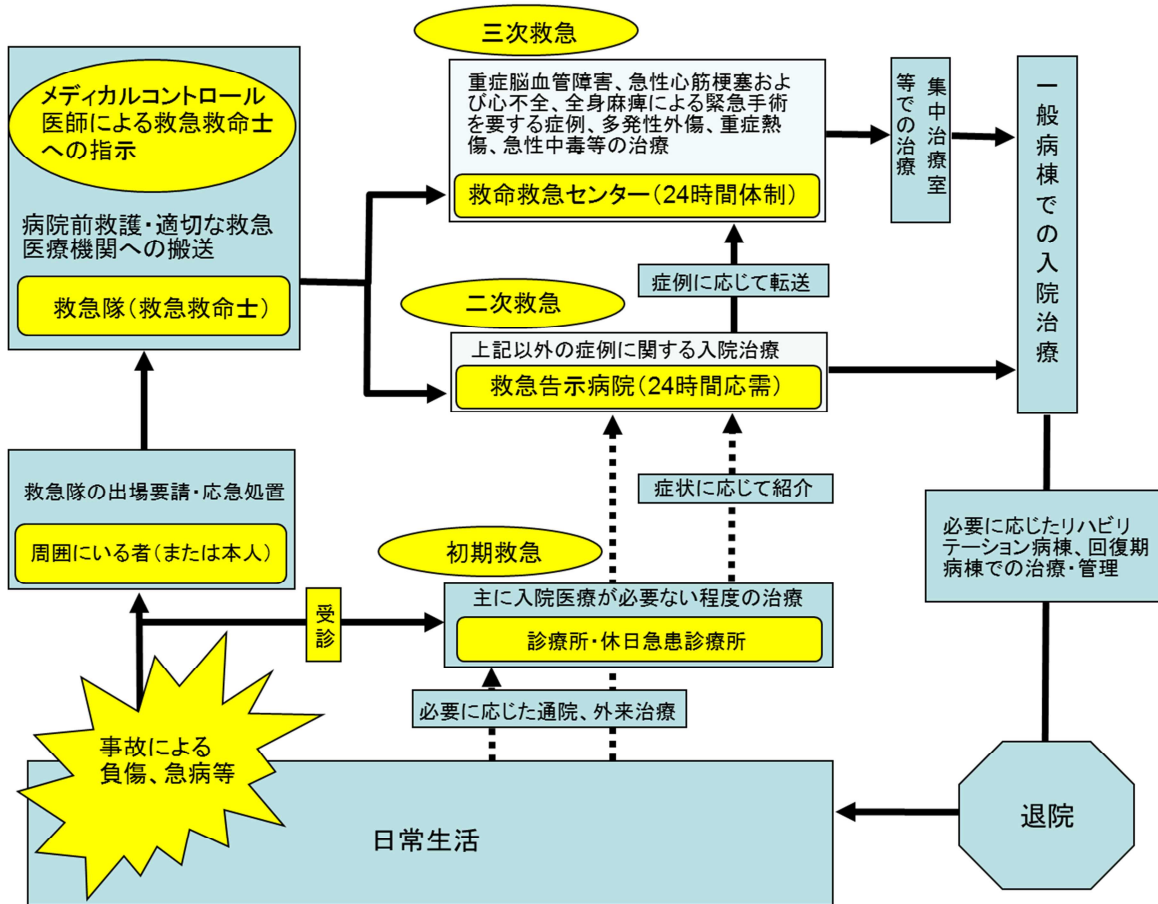 三次救急
重症脳血管障害、急性心筋梗塞およ
び心不全、全身麻痺による緊急手術
を要する症例、多発性外傷、重症熱
傷、急性中毒等の治療
救命救急センター(24時間体制)
集中治療室
等での治療
一般病棟での入院治療
メディカルコントロール
医師による救急救命士
への指示
病院前救護・適切な救急
医療機関への搬送
救急隊(救急救命士)
症例に応じて転送
二次救急
上記以外の症例に関する入院治療
救急告示病院(24時間応需)
救急隊の出場要請・応急処置
周囲にいる者(または本人)
症状に応じて紹介
必要に応じたリハビリ
テーション病棟、回復期
病棟での治療・管理
初期救急
受診
主に入院医療が必要ない程度の治療
診療所・休日急患診療所
必要に応じた通院、外来治療
事故による
負傷、急病等
日常生活
退院